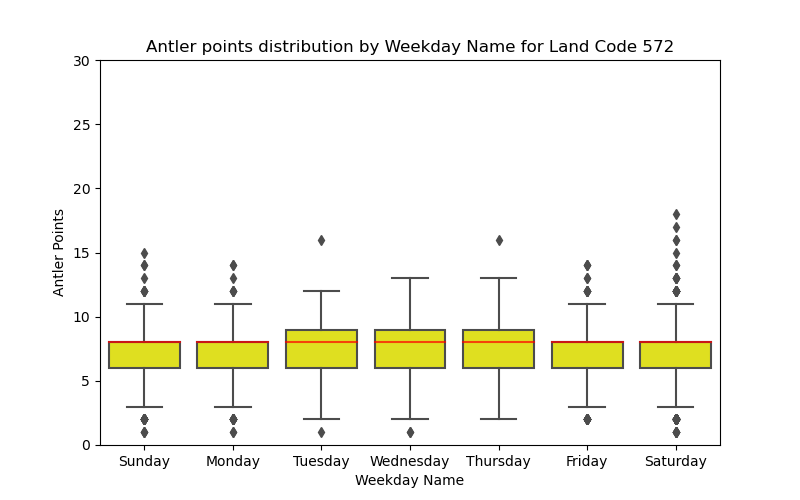 Antler points distribution by Weekday Name for Land Code 572
30
25
20
15
10
5
0
Antler Points
Sunday Monday Tuesday Wednesday Thursday Friday Saturday
Weekday Name